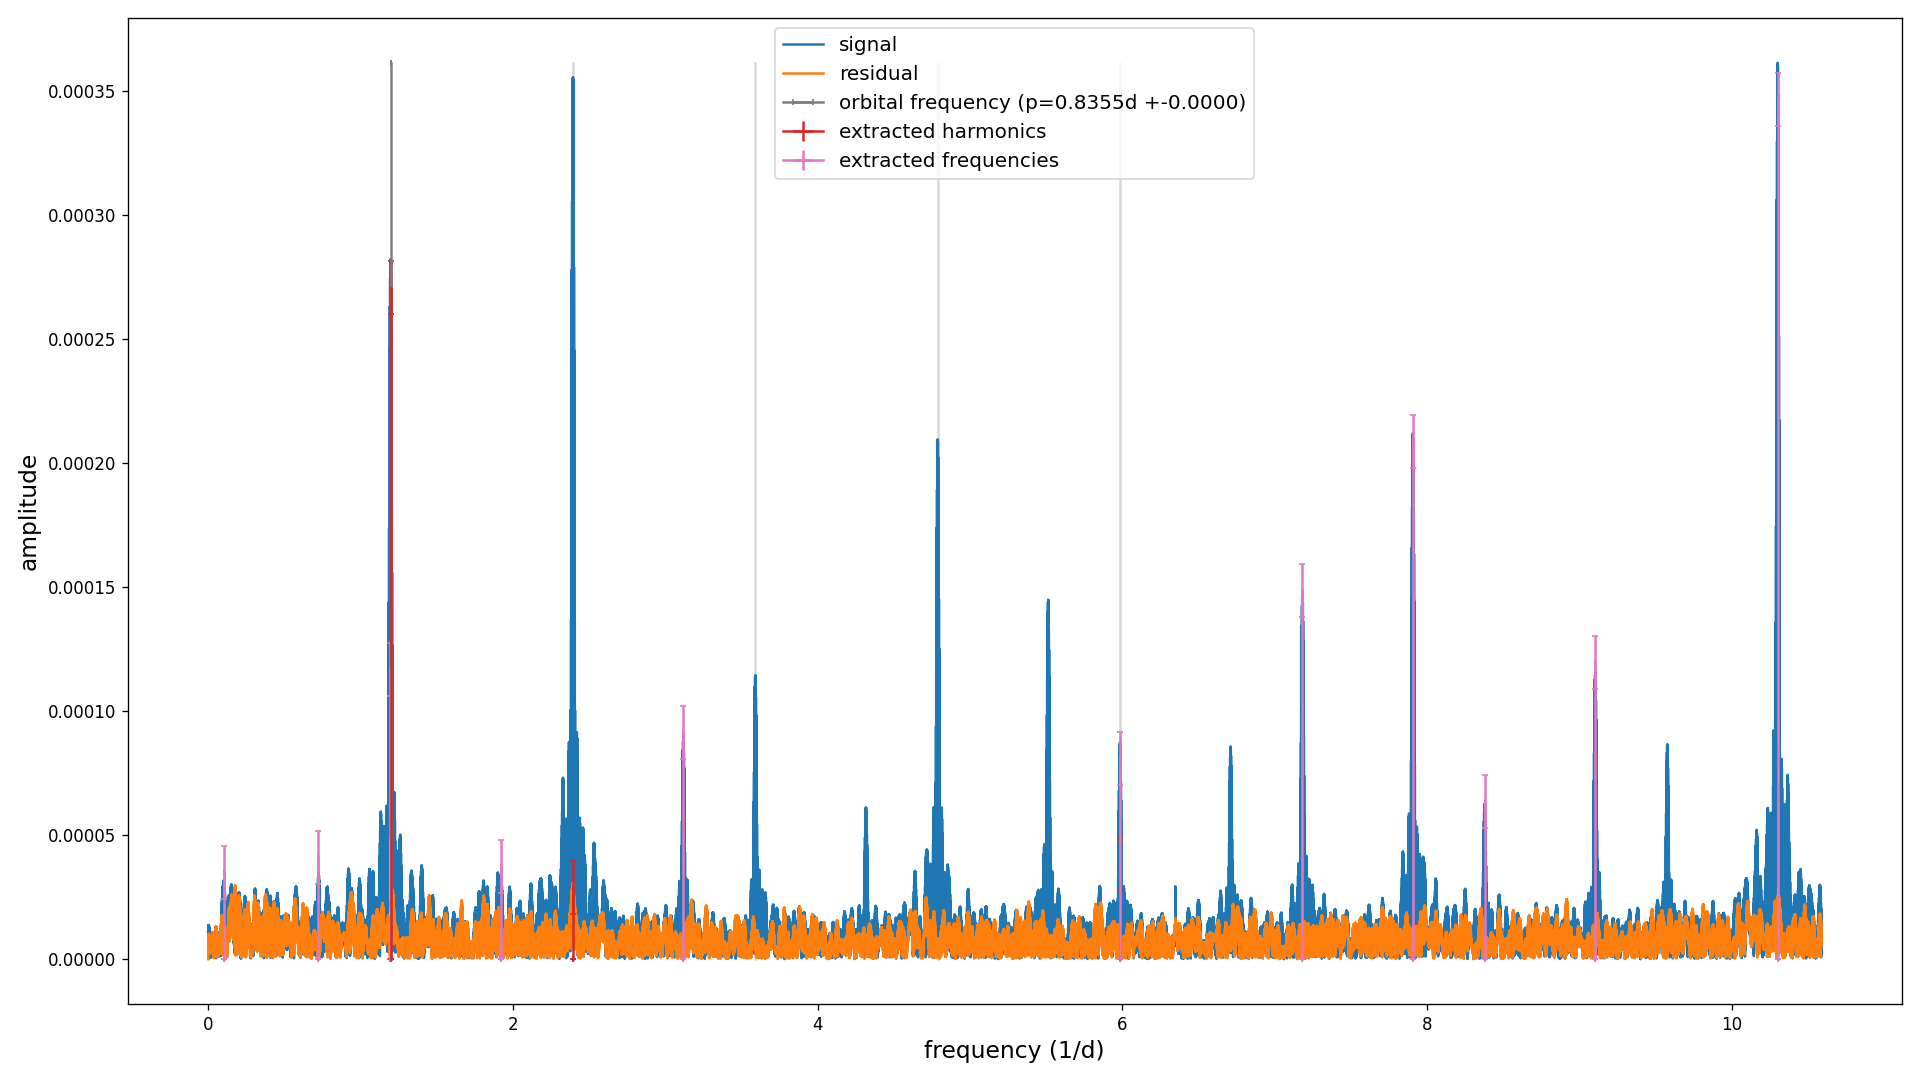 signal
residual
orbital frequency (p=0.8355d +-0.0000)
extracted harmonics
extracted frequencies
0.00035
0.00030
0.00025
0.00020
0.00015
0.00010
0.00005
0.00000
amplitude
0 2 4 6 8 10
frequency (1/d)